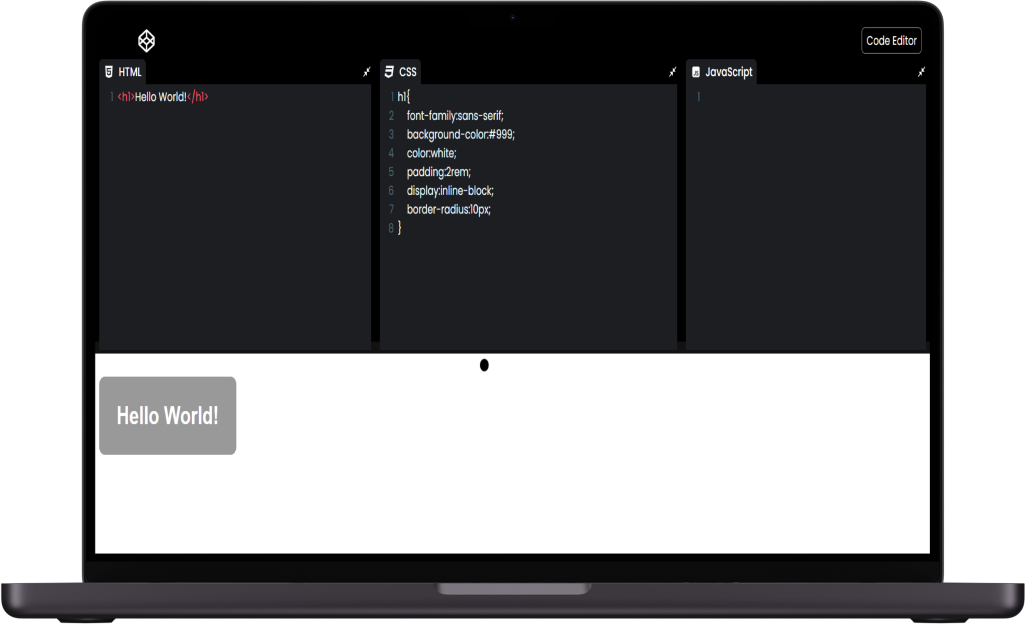 Code Editor
HTML
CSS
JavaScript
1 <h1>Hello World!</h1>
1 h1{
2 font-family:sans-serif;
3 background-color:#999;
4 color:white;
5 padding:2rem;
6 display:inline-block;
7 border-radius:10px;
8 }
1
Hello World!